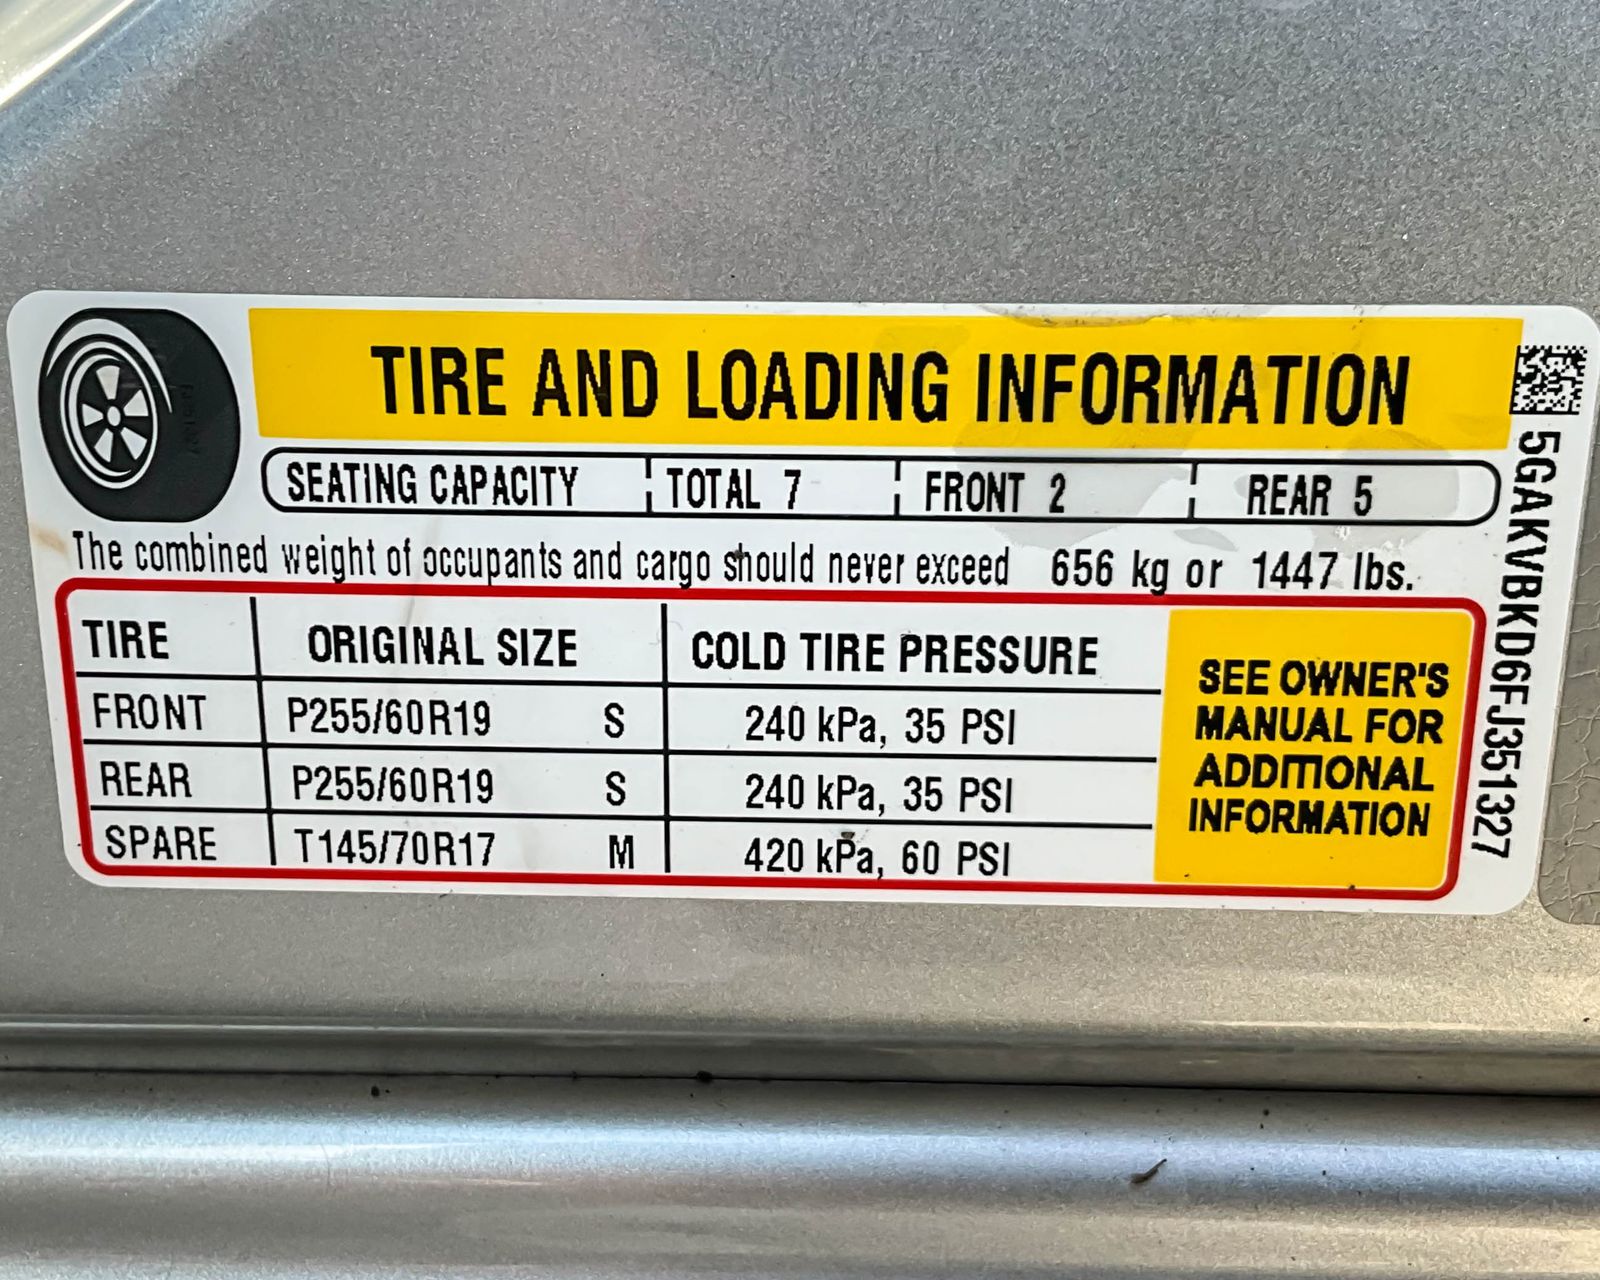 TIRE AND LOADING INFORMATION
SEATING CAPACITY TOTAL 7 FRONT 2 REAR 5
The combined weight of occupants and cargo should never exceed 656 kg or 1447 lbs.
TIRE ORIGINAL SIZE COLD TIRE PRESSURE
FRONT P255/60R19 S 240 kPa, 35 PSI
REAR P255/60R19 S 240 kPa, 35 PSI
SPARE T145/70R17 M 420 kPa, 60 PSI
SEE OWNER'S
MANUAL FOR
ADDITIONAL
INFORMATION
5GAKVBKD6FJ351327